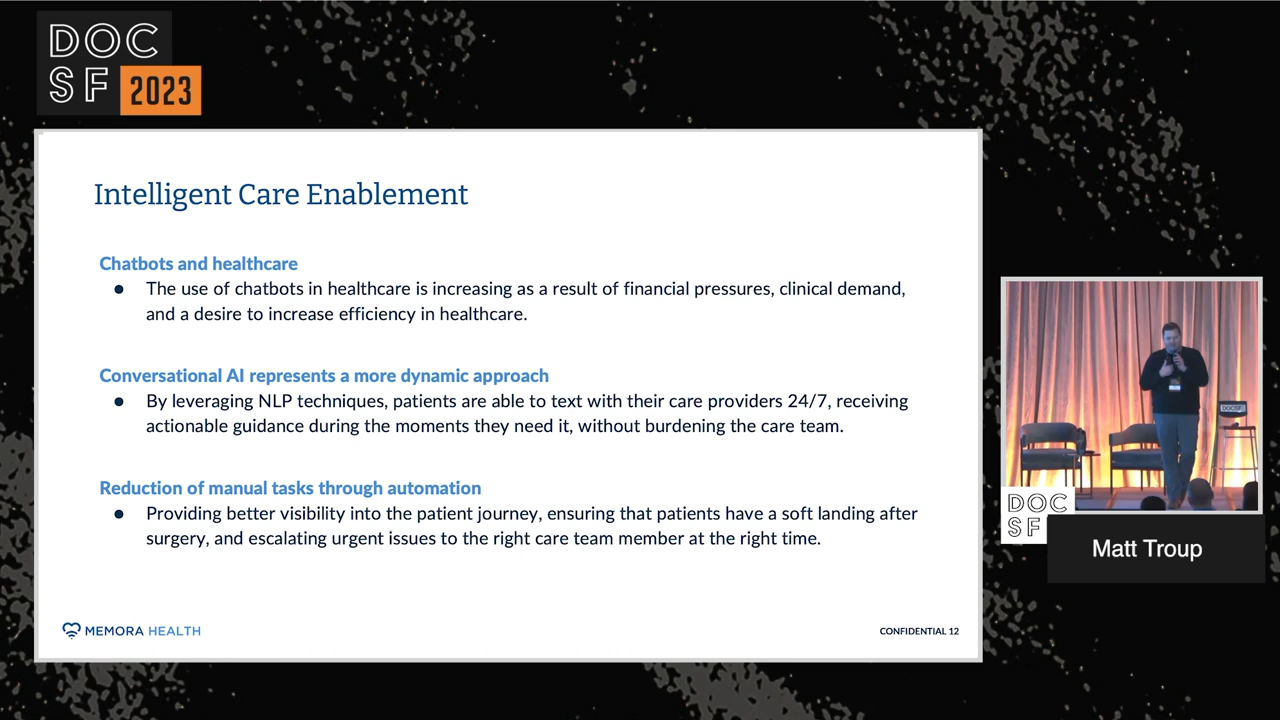 DOC
SF 2023
Intelligent Care Enablement
Chatbots and healthcare
● The use of chatbots in healthcare is increasing as a result of financial pressures, clinical demand,
and a desire to increase efficiency in healthcare.
Conversational AI represents a more dynamic approach
● By leveraging NLP techniques, patients are able to text with their care providers 24/7, receiving
actionable guidance during the moments they need it, without burdening the care team.
Reduction of manual tasks through automation
● Providing better visibility into the patient journey, ensuring that patients have a soft landing after
surgery, and escalating urgent issues to the right care team member at the right time.
MEMORA HEALTH
CONFIDENTIAL 12
DOCSF
DOC
SF
Matt Troup